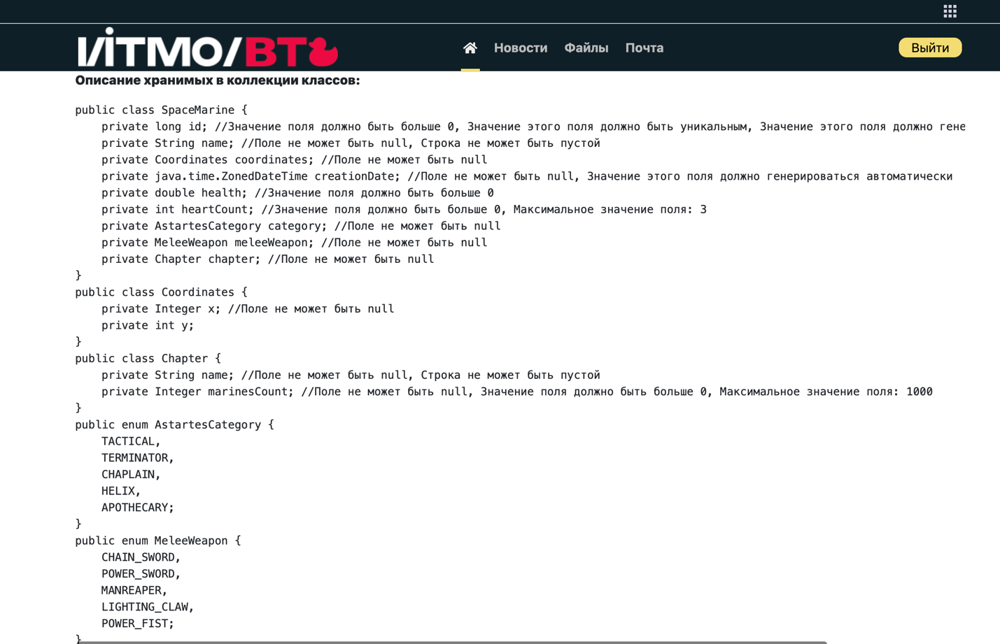 ИTMO/BT
Новости Файлы Почта Выйти
Описание хранимых в коллекции классов:
public class SpaceMarine {
    private long id; //Значение поля должно быть больше 0, Значение этого поля должно быть уникальным, Значение этого поля должно гене
    private String name; //Поле не может быть null, Строка не может быть пустой
    private Coordinates coordinates; //Поле не может быть null
    private java.time.ZonedDateTime creationDate; //Поле не может быть null, Значение этого поля должно генерироваться автоматически
    private double health; //Значение поля должно быть больше 0
    private int heartCount; //Значение поля должно быть больше 0, Максимальное значение поля: 3
    private AstartesCategory category; //Поле не может быть null
    private MeleeWeapon meleeWeapon; //Поле не может быть null
    private Chapter chapter; //Поле не может быть null
}
public class Coordinates {
    private Integer x; //Поле не может быть null
    private int y;
}
public class Chapter {
    private String name; //Поле не может быть null, Строка не может быть пустой
    private Integer marinesCount; //Поле не может быть null, Значение поля должно быть больше 0, Максимальное значение поля: 1000
}
public enum AstartesCategory {
    TACTICAL,
    TERMINATOR,
    CHAPLAIN,
    HELIX,
    APOTHECARY;
}
public enum MeleeWeapon {
    CHAIN_SWORD,
    POWER_SWORD,
    MANREAPER,
    LIGHTING_CLAW,
    POWER_FIST;
}